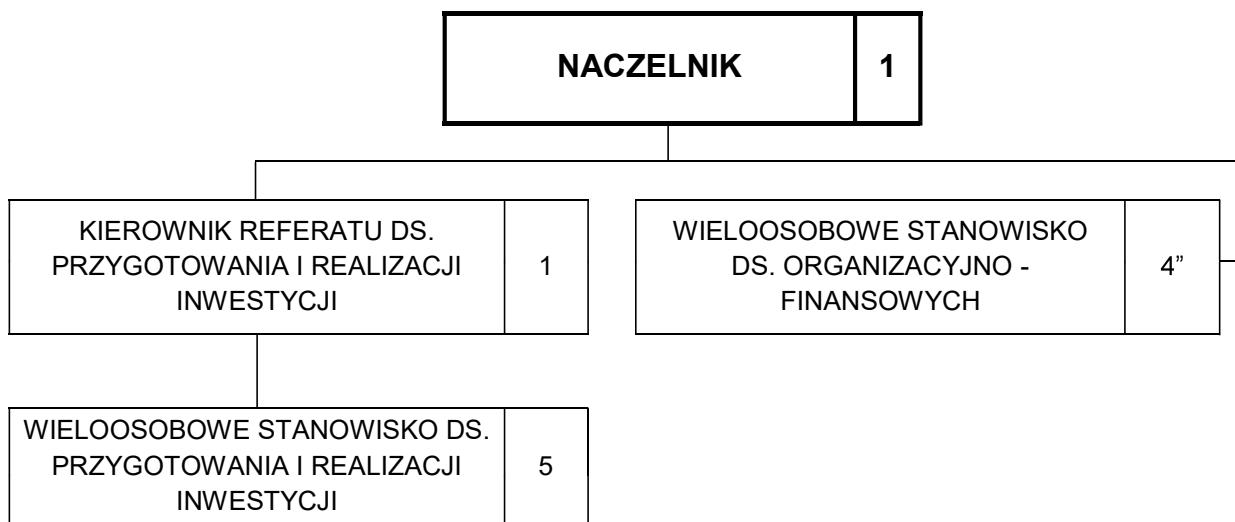 NACZELNIK 1
KIEROWNIK REFERATU DS.
PRZYGOTOWANIA I REALIZACJI
INWESTYCJI
1
WIELOOSOBOWE STANOWISKO
DS. ORGANIZACYJNO -
FINANSOWYCH
4”
WIELOOSOBOWE STANOWISKO DS.
PRZYGOTOWANIA I REALIZACJI
INWESTYCJI
5